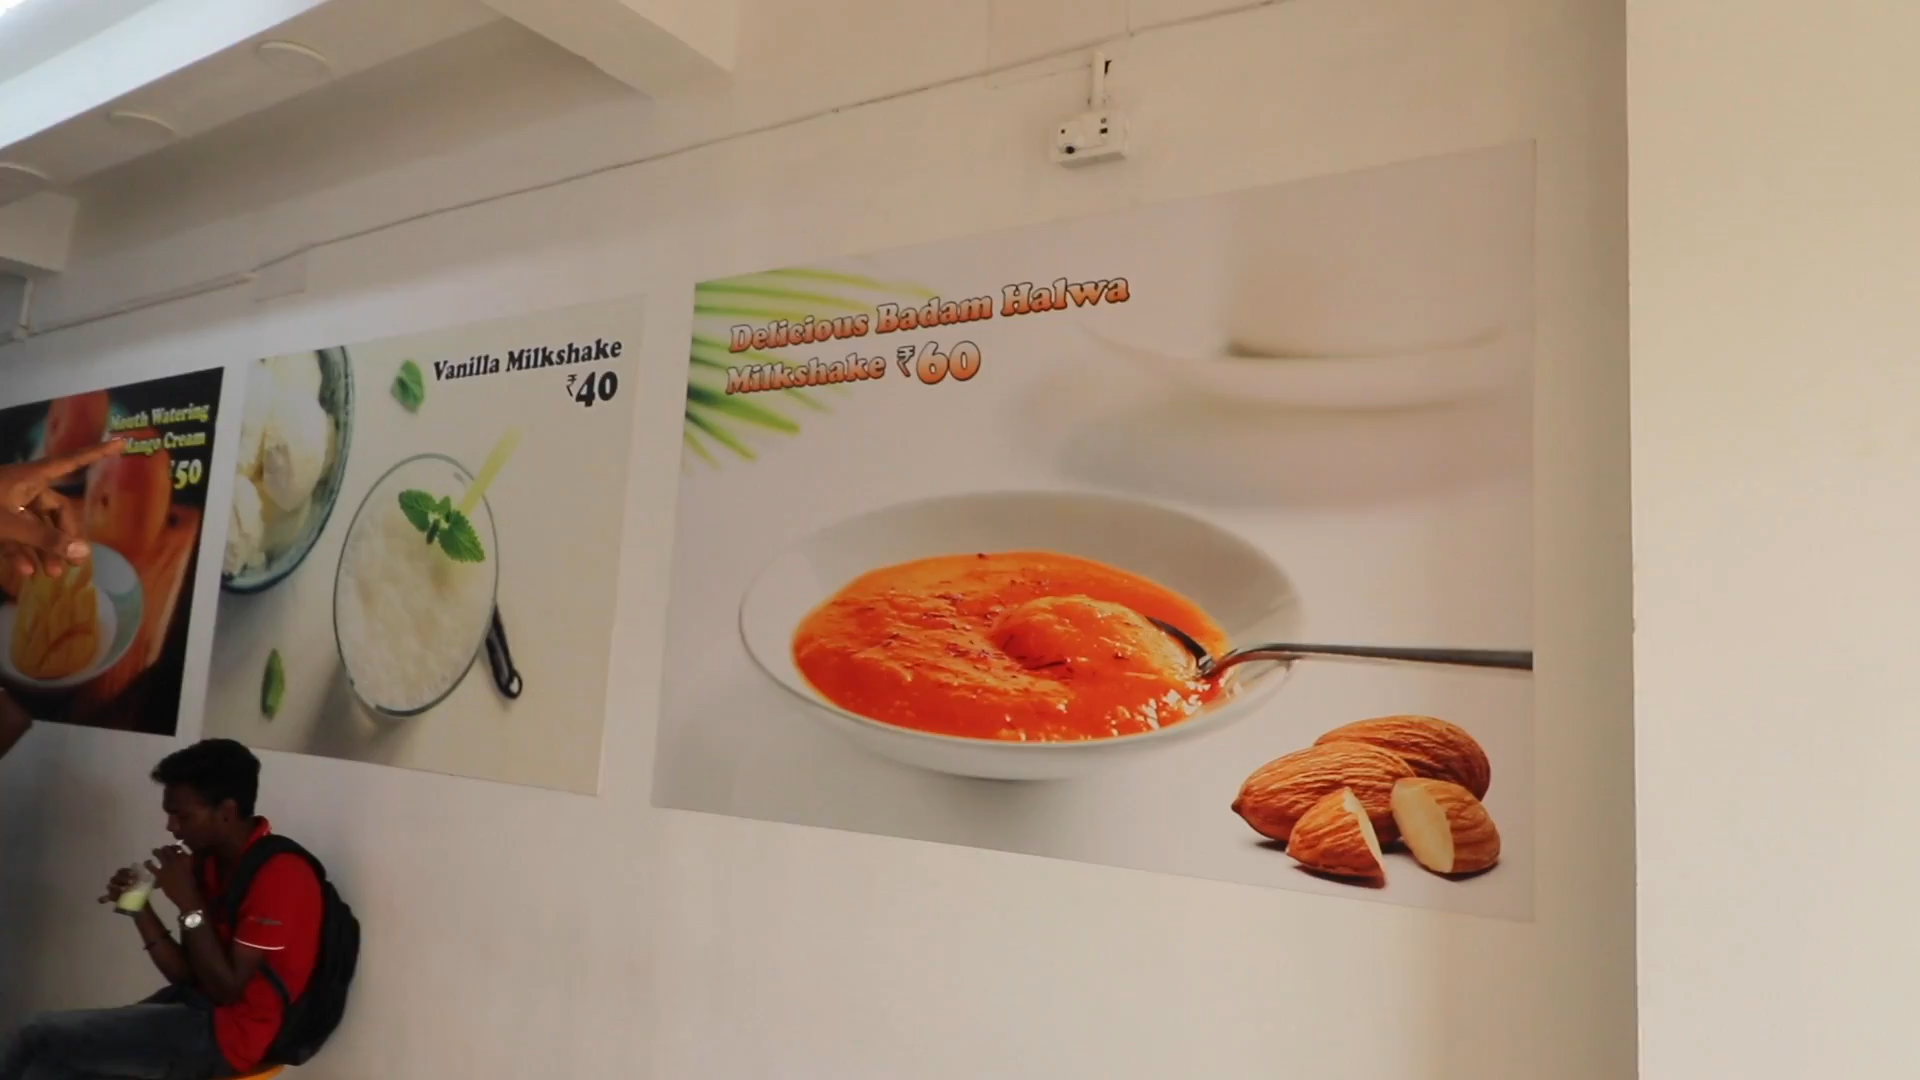 Mouth Watering
Mango Cream
₹50
Vanilla Milkshake
₹40
Delicious Badam Halwa
Milkshake ₹60